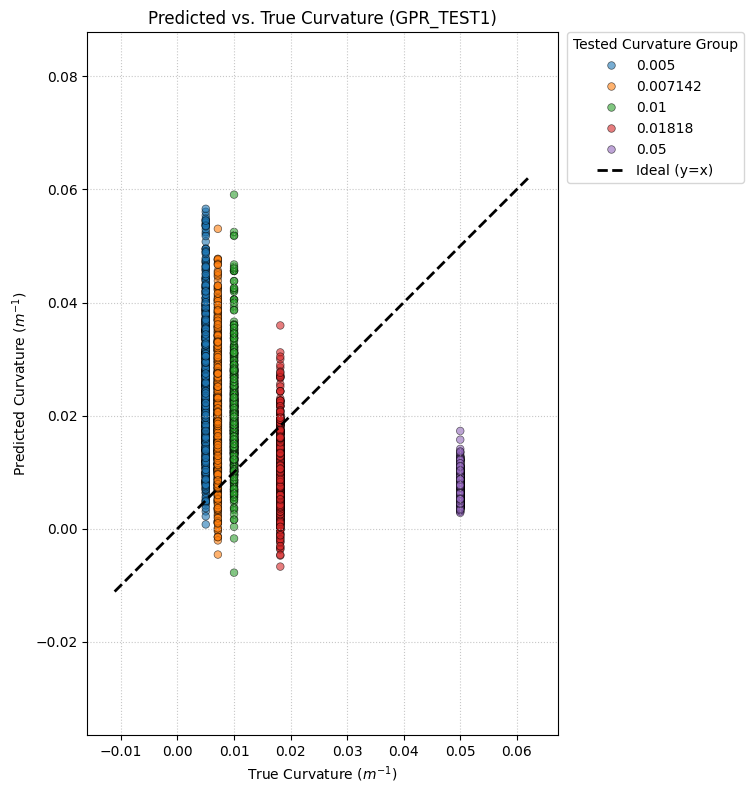 Predicted vs. True Curvature (GPR_TEST1)
Tested Curvature Group
0.005
0.007142
0.01
0.01818
0.05
Ideal (y=x)
Predicted Curvature (m⁻¹)
0.08
0.06
0.04
0.02
0.00
−0.02
−0.01 0.00 0.01 0.02 0.03 0.04 0.05 0.06
True Curvature (m⁻¹)